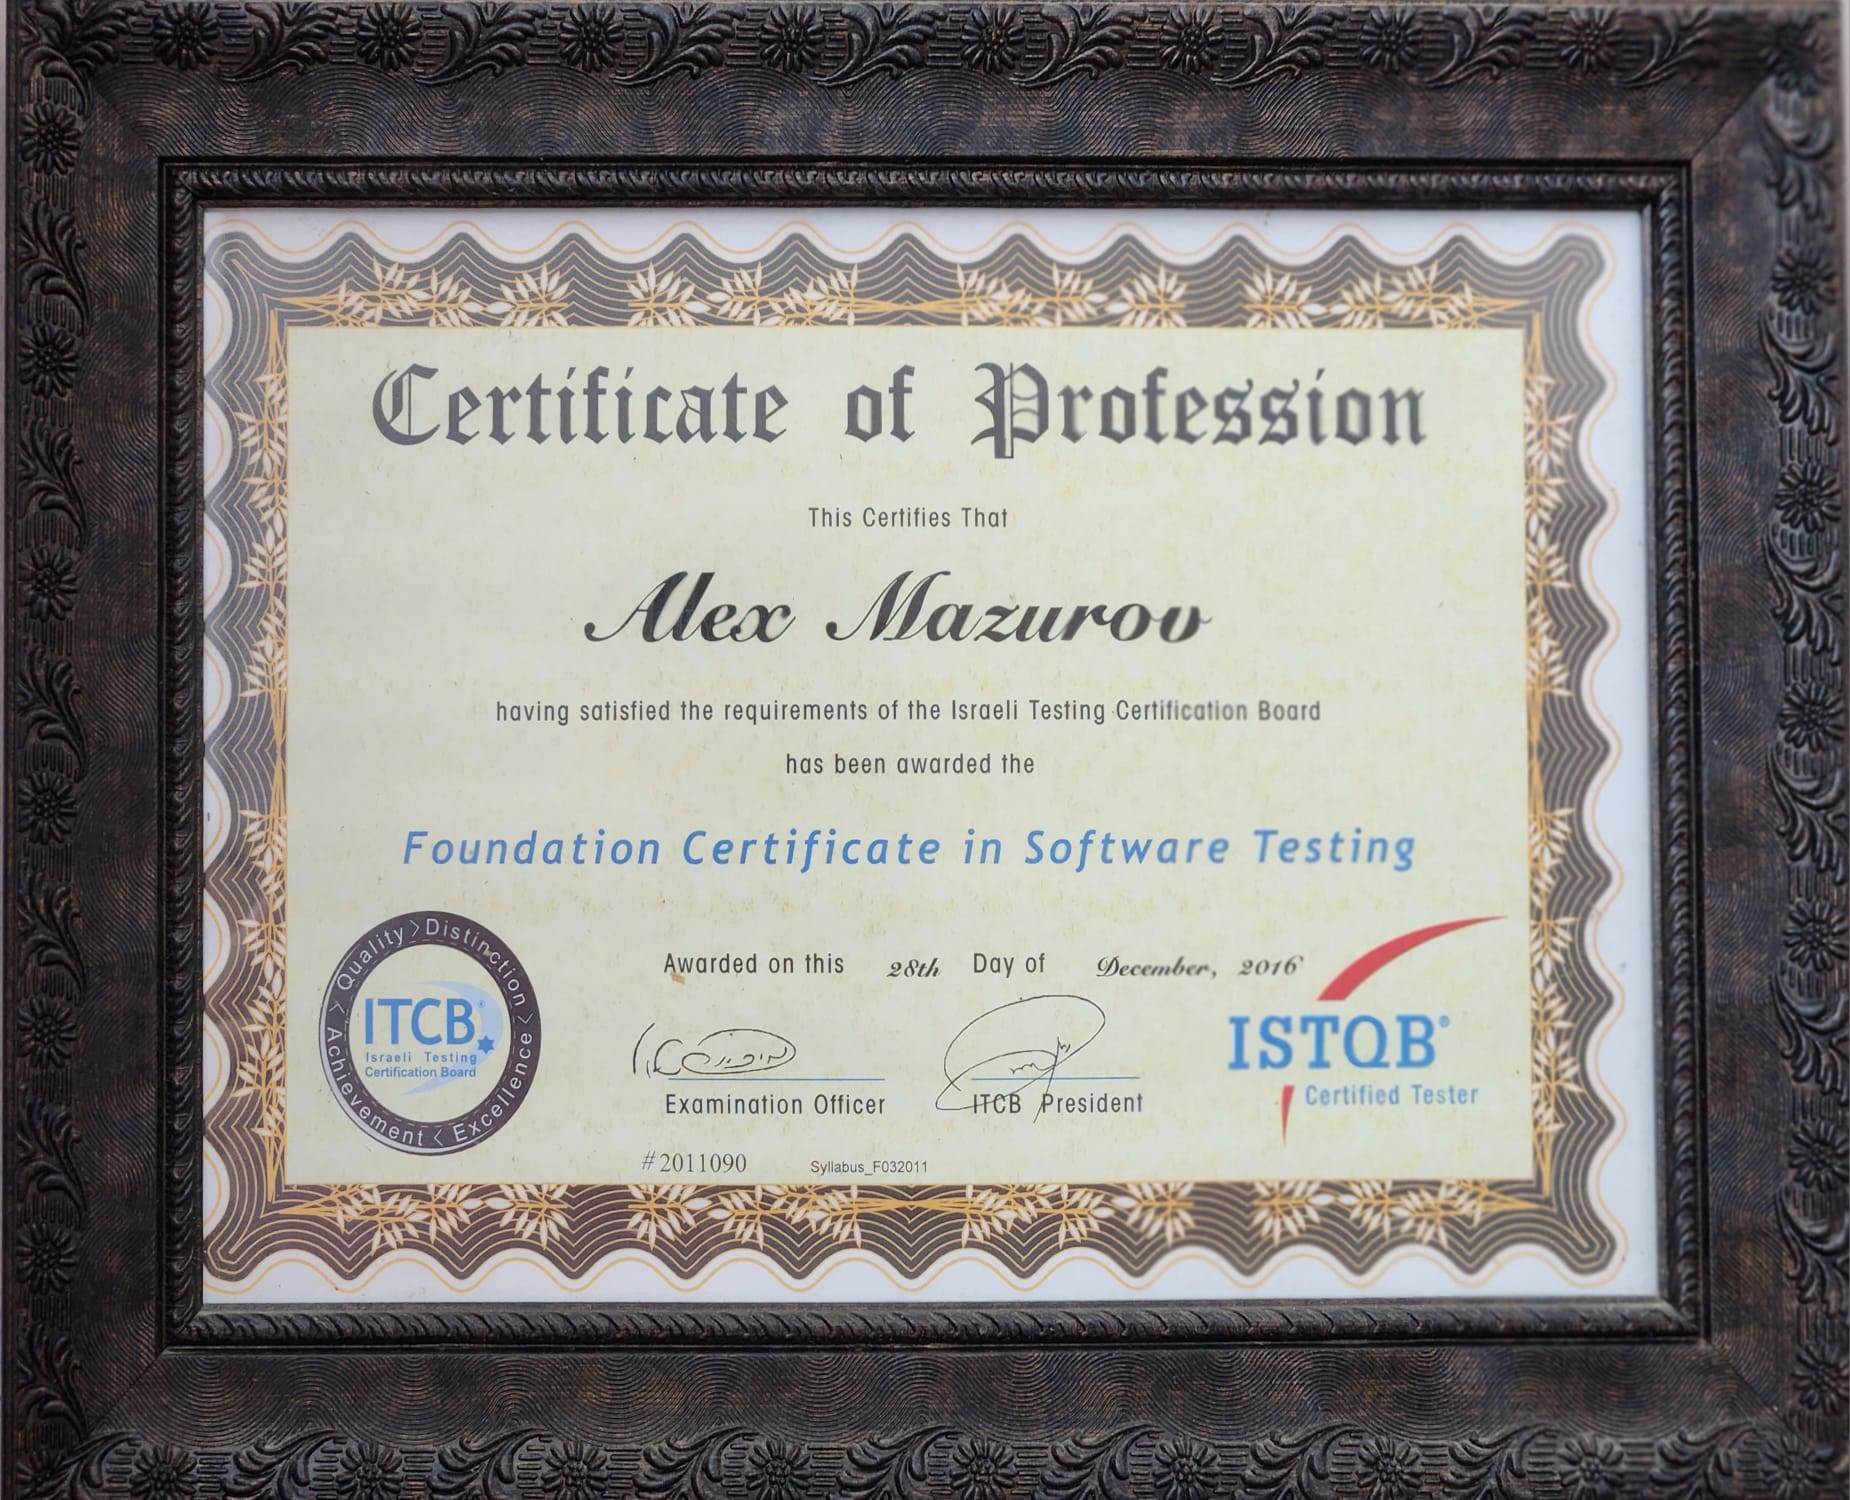 Certificate of Profession
This Certifies That
Alex Mazurov
having satisfied the requirements of the Israeli Testing Certification Board
has been awarded the
Foundation Certificate in Software Testing
Awarded on this 28th Day of December, 2016
> Quality > Distinction
Achievement < Excellence <
ITCB®
Israeli Testing
Certification Board
ISTQB®
Certified Tester
Examination Officer
ITCB President
#2011090
Syllabus_F032011